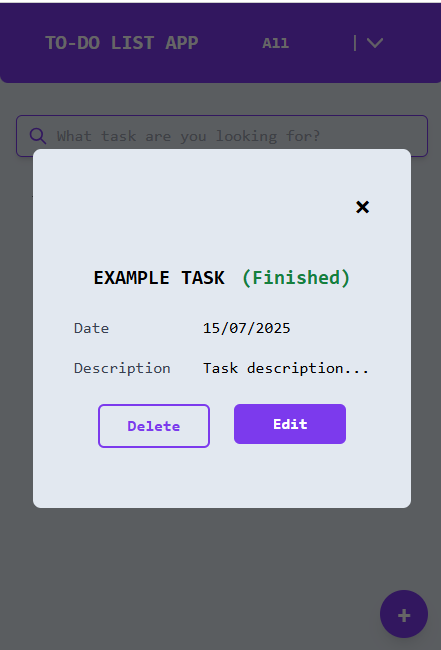 TO-DO LIST APP All
What task are you looking for?
×
EXAMPLE TASK (Finished)
Date 15/07/2025
Description Task description...
Delete Edit
+